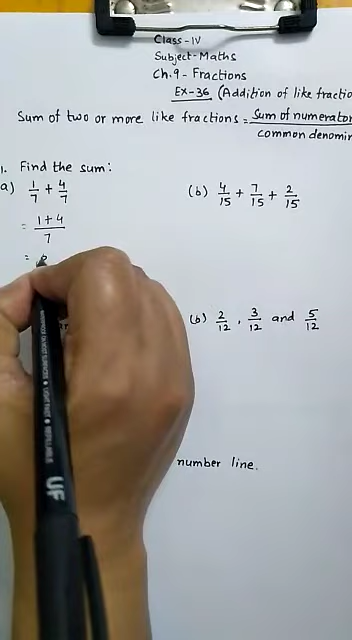 Class-IV
Subject-Maths
Ch.9-Fractions
Ex-36 (Addition of like fractio
Sum of two or more like fractions = Sum of numerator / common denomin
1. Find the sum:
a) 1/7 + 4/7
(b) 4/15 + 7/15 + 2/15
= 1+4 / 7
=
(b) 2/12, 3/12 and 5/12
number line.
UF